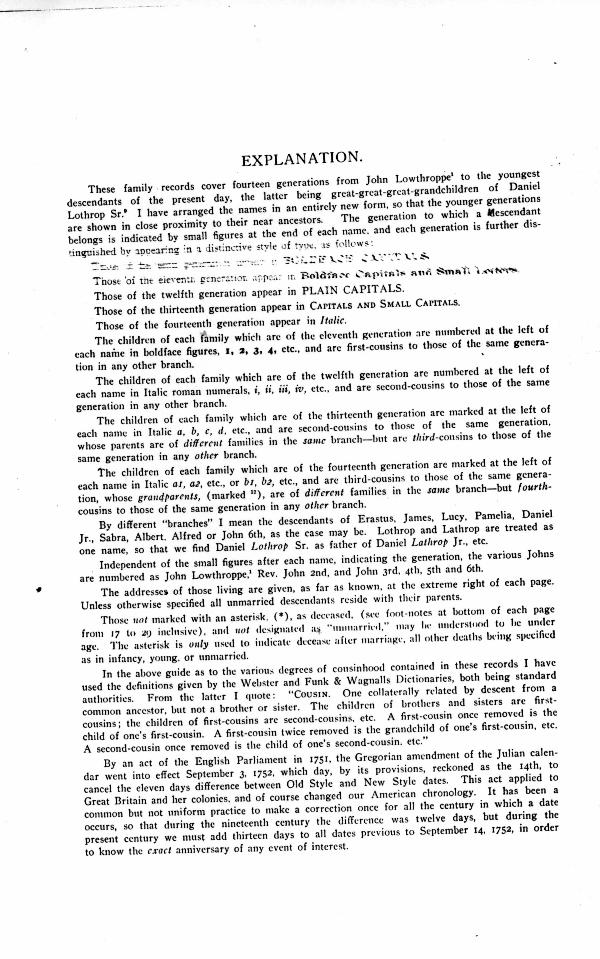 EXPLANATION.
These family records cover fourteen generations from John Lowthroppe¹ to the youngest
descendants of the present day, the latter being great-great-great-grandchildren of Daniel
Lothrop Sr.⁹ I have arranged the names in an entirely new form, so that the younger generations
are shown in close proximity to their near ancestors. The generation to which a descendant
belongs is indicated by small figures at the end of each name, and each generation is further dis-
tinguished by appearing in a distinctive style of type, as follows:
generation appear in BOLDFACE CAPITALS
Those of the eleventh generation appear in Boldface Capitals and Small Letters
Those of the twelfth generation appear in PLAIN CAPITALS.
Those of the thirteenth generation appear in CAPITALS AND SMALL CAPITALS.
Those of the fourteenth generation appear in Italic.
The children of each family which are of the eleventh generation are numbered at the left of
each name in boldface figures, 1, 2, 3, 4, etc., and are first-cousins to those of the same genera-
tion in any other branch.
The children of each family which are of the twelfth generation are numbered at the left of
each name in Italic roman numerals, i, ii, iii, iv, etc., and are second-cousins to those of the same
generation in any other branch.
The children of each family which are of the thirteenth generation are marked at the left of
each name in Italic a, b, c, d, etc., and are second-cousins to those of the same generation,
whose parents are of different families in the same branch—but are third-cousins to those of the
same generation in any other branch.
The children of each family which are of the fourteenth generation are marked at the left of
each name in Italic a1, a2, etc., or b1, b2, etc., and are third-cousins to those of the same genera-
tion, whose grandparents, (marked ¹²), are of different families in the same branch—but fourth-
cousins to those of the same generation in any other branch.
By different "branches" I mean the descendants of Erastus, James, Lucy, Pamelia, Daniel
Jr., Sabra, Albert, Alfred or John 6th, as the case may be. Lothrop and Lathrop are treated as
one name, so that we find Daniel Lothrop Sr. as father of Daniel Lathrop Jr., etc.
Independent of the small figures after each name, indicating the generation, the various Johns
are numbered as John Lowthroppe,¹ Rev. John 2nd, and John 3rd, 4th, 5th and 6th.
The addresses of those living are given, as far as known, at the extreme right of each page.
Unless otherwise specified all unmarried descendants reside with their parents.
Those not marked with an asterisk, (*), as deceased, (see foot-notes at bottom of each page
from 17 to 29 inclusive), and not designated as "unmarried," may be understood to be under
age. The asterisk is only used to indicate decease after marriage, all other deaths being specified
as in infancy, young, or unmarried.
In the above guide as to the various degrees of cousinhood contained in these records I have
used the definitions given by the Webster and Funk & Wagnalls Dictionaries, both being standard
authorities. From the latter I quote: "COUSIN. One collaterally related by descent from a
common ancestor, but not a brother or sister. The children of brothers and sisters are first-
cousins; the children of first-cousins are second-cousins, etc. A first-cousin once removed is the
child of one's first-cousin. A first-cousin twice removed is the grandchild of one's first-cousin, etc.
A second-cousin once removed is the child of one's second-cousin, etc."
By an act of the English Parliament in 1751, the Gregorian amendment of the Julian calen-
dar went into effect September 3, 1752, which day, by its provisions, reckoned as the 14th, to
cancel the eleven days difference between Old Style and New Style dates. This act applied to
Great Britain and her colonies, and of course changed our American chronology. It has been a
common but not uniform practice to make a correction once for all the century in which a date
occurs, so that during the nineteenth century the difference was twelve days, but during the
present century we must add thirteen days to all dates previous to September 14, 1752, in order
to know the exact anniversary of any event of interest.